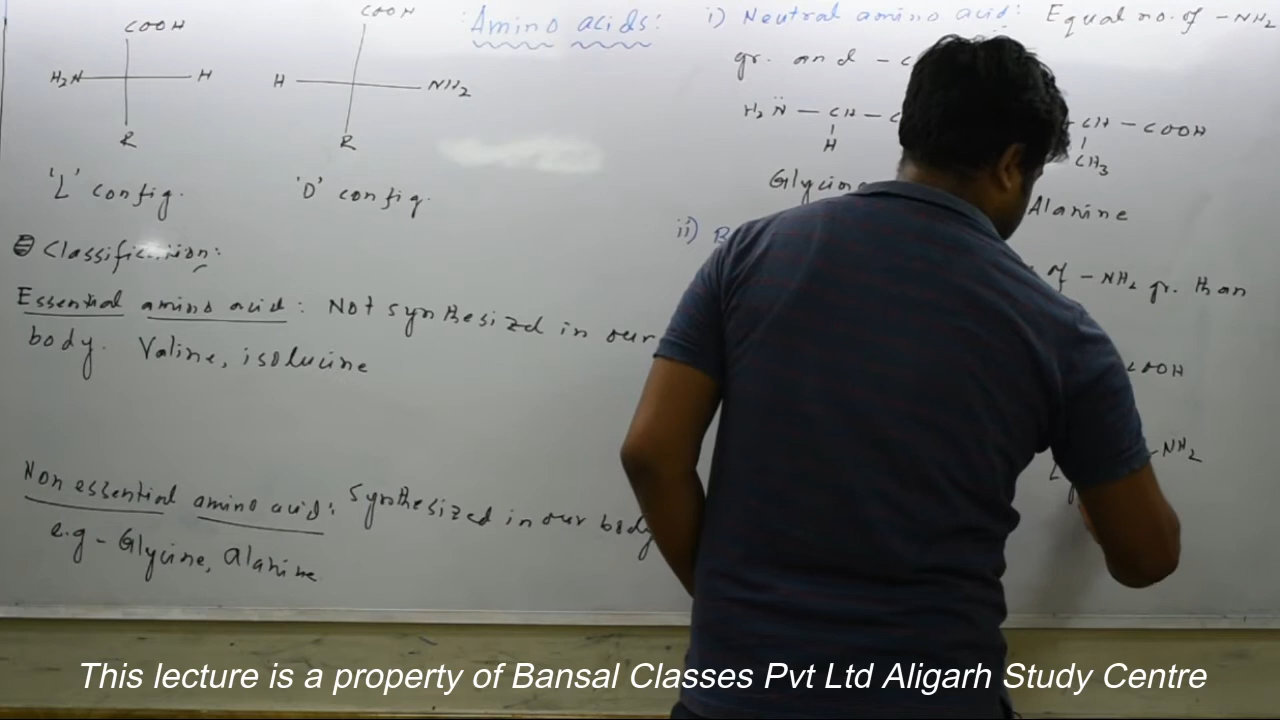 COOH
H₂N H
R
'L' config.
COOH
H NH₂
R
'D' config.
Classification:
Essential amino acid: Not synthesized in our
body. Valine, isolucine
Non essential amino acid: Synthesized in our body
e.g - Glycine, Alanine
Amino acids:
i) Neutral amino acid: Equal no. of -NH₂
gr. and -C
H₂N̈ - CH - C
H
Glycine
CH - COOH
CH₃
Alanine
ii) B
of -NH₂ gr. than
COOH
NH₂
L
This lecture is a property of Bansal Classes Pvt Ltd Aligarh Study Centre